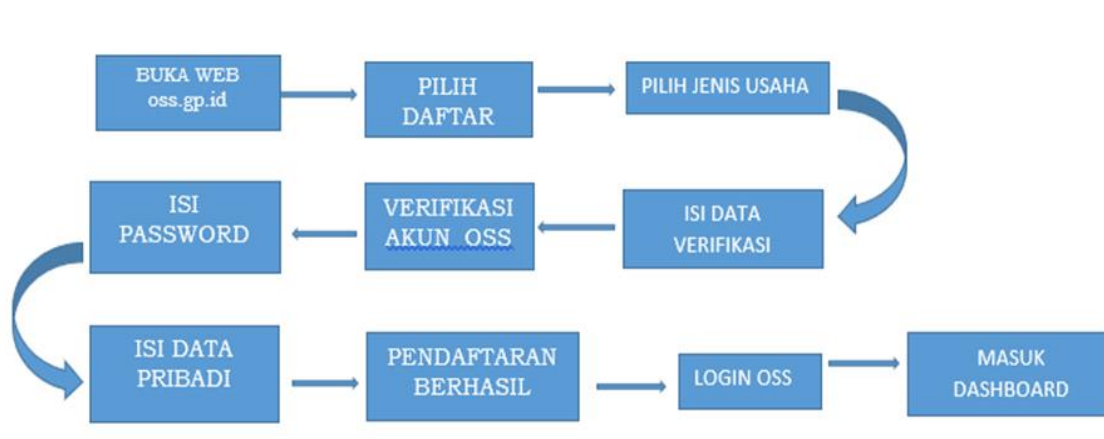 BUKA WEB
oss.gp.id
PILIH
DAFTAR
PILIH JENIS USAHA
ISI DATA
VERIFIKASI
VERIFIKASI
AKUN OSS
ISI
PASSWORD
ISI DATA
PRIBADI
PENDAFTARAN
BERHASIL
LOGIN OSS
MASUK
DASHBOARD